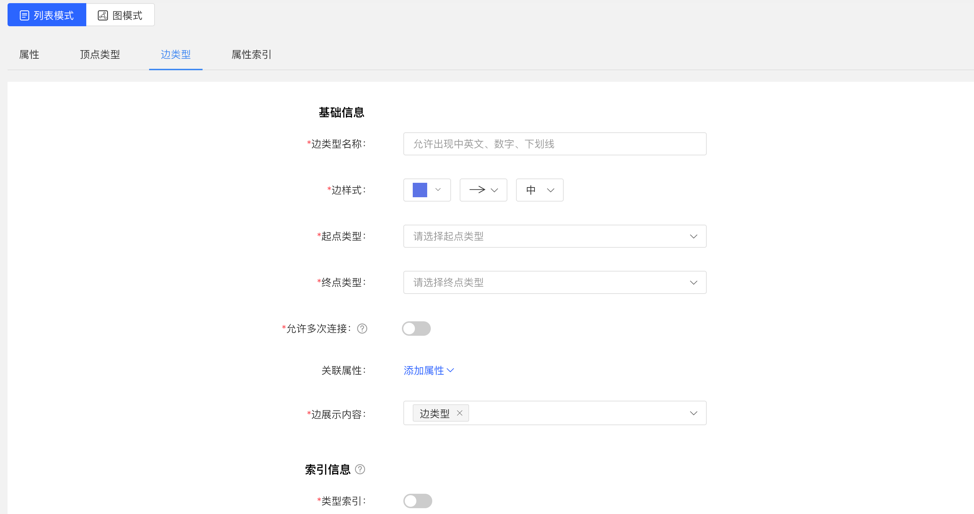 列表模式 图模式
属性 顶点类型 边类型 属性索引
基础信息
*边类型名称: 允许出现中英文、数字、下划线
*边样式: 中
*起点类型: 请选择起点类型
*终点类型: 请选择终点类型
*允许多次连接: ?
关联属性: 添加属性
*边展示内容: 边类型 ×
索引信息 ?
*类型索引: